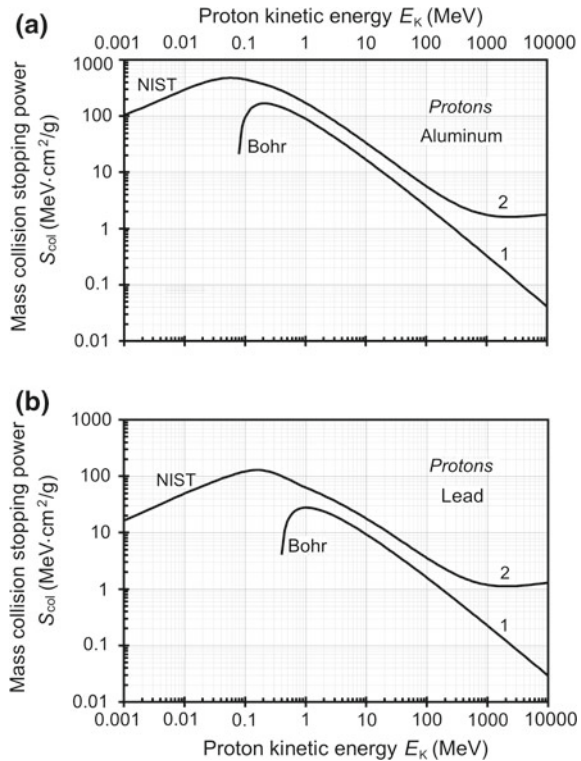 Proton kinetic energy E_K (MeV)
(a)
0.001 0.01 0.1 1 10 100 1000 10000
Mass collision stopping power
S_col (MeV·cm²/g)
1000
100
10
1
0.1
0.01
NIST
Bohr
Protons
Aluminum
2
1
(b)
Mass collision stopping power
S_col (MeV·cm²/g)
1000
100
10
1
0.1
0.01
NIST
Bohr
Protons
Lead
2
1
0.001 0.01 0.1 1 10 100 1000 10000
Proton kinetic energy E_K (MeV)